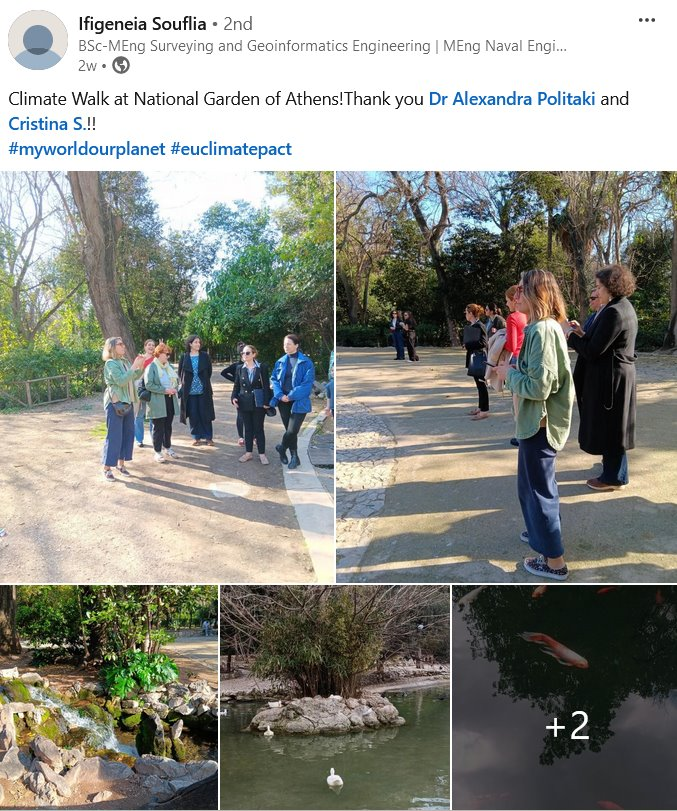 Ifigeneia Souflia • 2nd
BSc-MEng Surveying and Geoinformatics Engineering | MEng Naval Engi...
2w •
Climate Walk at National Garden of Athens!Thank you Dr Alexandra Politaki and
Cristina S.!!
#myworldourplanet #euclimatepact
+2